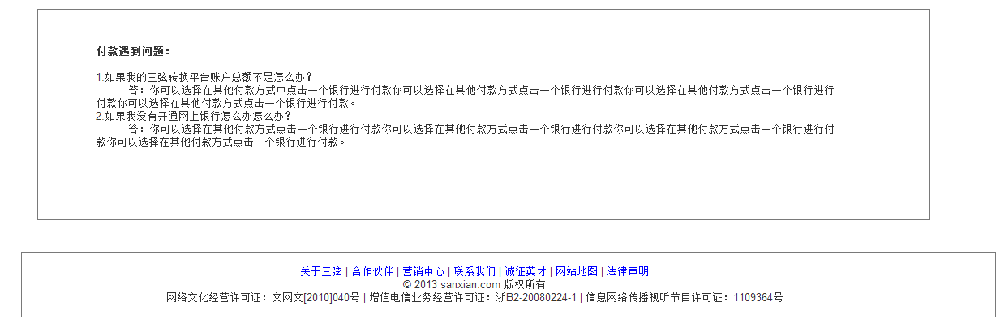 付款遇到问题：
1.如果我的三弦转换平台账户总额不足怎么办？
答：你可以选择在其他付款方式中点击一个银行进行付款你可以选择在其他付款方式点击一个银行进行付款你可以选择在其他付款方式点击一个银行进行
付款你可以选择在其他付款方式点击一个银行进行付款。
2.如果我没有开通网上银行怎么办怎么办？
答：你可以选择在其他付款方式点击一个银行进行付款你可以选择在其他付款方式点击一个银行进行付款你可以选择在其他付款方式点击一个银行进行付
款你可以选择在其他付款方式点击一个银行进行付款。
关于三弦 | 合作伙伴 | 营销中心 | 联系我们 | 诚征英才 | 网站地图 | 法律声明
© 2013 sanxian.com 版权所有
网络文化经营许可证：文网文[2010]040号 | 增值电信业务经营许可证：浙B2-20080224-1 | 信息网络传播视听节目许可证：1109364号